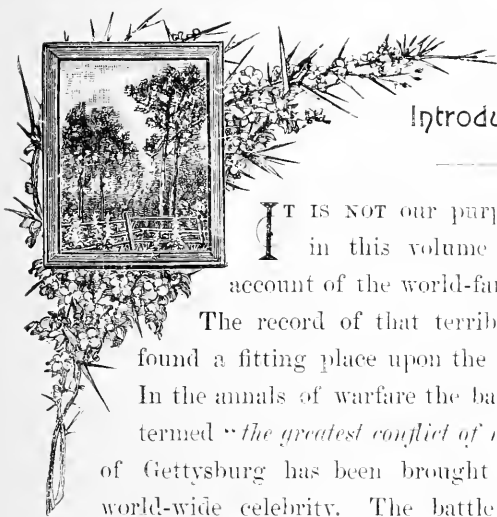 Introdu
IT IS NOT our purp
in this volume
account of the world-fa
The record of that terrib
found a fitting place upon the
In the annals of warfare the ba
termed "the greatest conflict of
of Gettysburg has been brought
world-wide celebrity. The battle